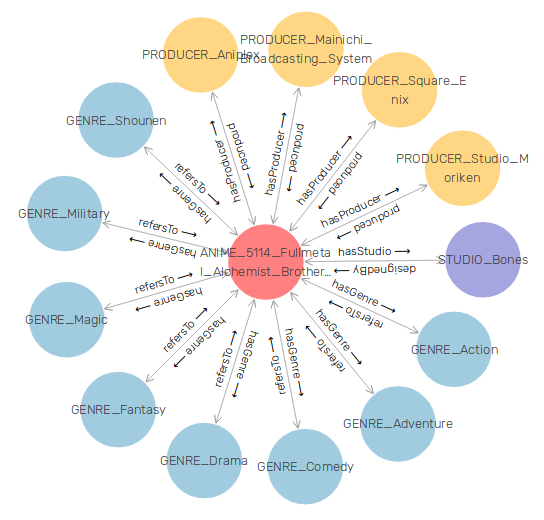 PRODUCER_Aniplex
PRODUCER_Mainichi_
Broadcasting_System
PRODUCER_Square_E
nix
PRODUCER_Studio_M
oriken
STUDIO_Bones
GENRE_Action
GENRE_Adventure
GENRE_Comedy
GENRE_Drama
GENRE_Fantasy
GENRE_Magic
GENRE_Military
GENRE_Shounen
ANIME_5114_Fullmeta
l_Alchemist_Brother...
hasProducer ⟶
produced ⟶
hasProducer ⟶
produced ⟶
hasProducer ⟶
produced ⟶
hasProducer ⟶
produced ⟶
hasStudio ⟶
designedBy ⟶
hasGenre ⟶
refersTo ⟶
hasGenre ⟶
refersTo ⟶
hasGenre ⟶
refersTo ⟶
refersTo ⟶
hasGenre ⟶
refersTo ⟶
hasGenre ⟶
refersTo ⟶
hasGenre ⟶
refersTo ⟶
hasGenre ⟶
refersTo ⟶
hasGenre ⟶